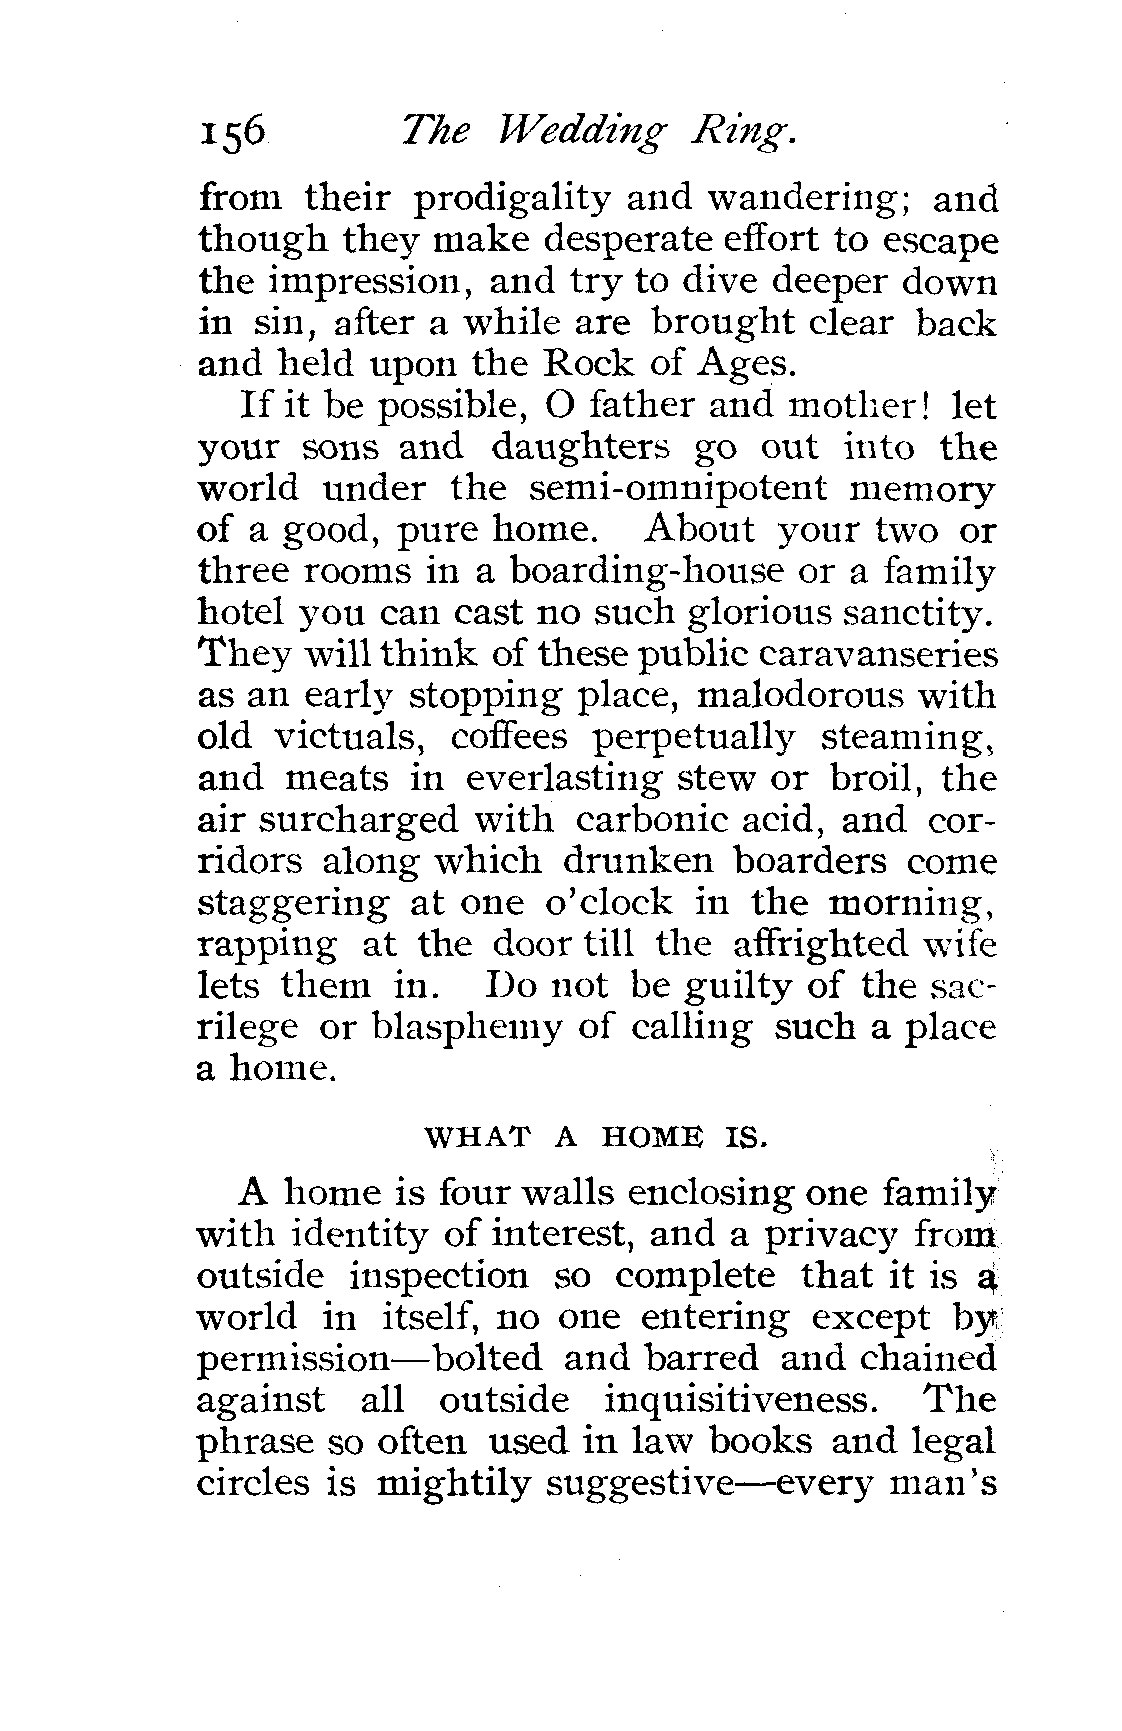 156 The Wedding Ring.
from their prodigality and wandering; and
though they make desperate effort to escape
the impression, and try to dive deeper down
in sin, after a while are brought clear back
and held upon the Rock of Ages.
If it be possible, O father and mother! let
your sons and daughters go out into the
world under the semi-omnipotent memory
of a good, pure home. About your two or
three rooms in a boarding-house or a family
hotel you can cast no such glorious sanctity.
They will think of these public caravanseries
as an early stopping place, malodorous with
old victuals, coffees perpetually steaming,
and meats in everlasting stew or broil, the
air surcharged with carbonic acid, and cor-
ridors along which drunken boarders come
staggering at one o'clock in the morning,
rapping at the door till the affrighted wife
lets them in. Do not be guilty of the sac-
rilege or blasphemy of calling such a place
a home.
WHAT A HOME IS.
A home is four walls enclosing one family
with identity of interest, and a privacy from
outside inspection so complete that it is a
world in itself, no one entering except by
permission—bolted and barred and chained
against all outside inquisitiveness. The
phrase so often used in law books and legal
circles is mightily suggestive—every man's